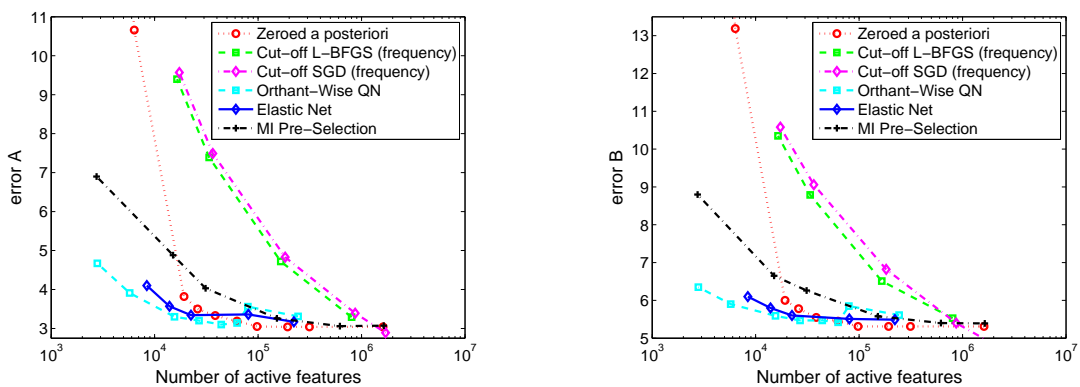 11
10
9
8
7
6
5
4
3
error A
10^3
10^4
10^5
10^6
10^7
Number of active features
Zeroed a posteriori
Cut−off L−BFGS (frequency)
Cut−off SGD (frequency)
Orthant−Wise QN
Elastic Net
MI Pre−Selection
13
12
11
10
9
8
7
6
5
error B
10^3
10^4
10^5
10^6
10^7
Number of active features
Zeroed a posteriori
Cut−off L−BFGS (frequency)
Cut−off SGD (frequency)
Orthant−Wise QN
Elastic Net
MI Pre−Selection